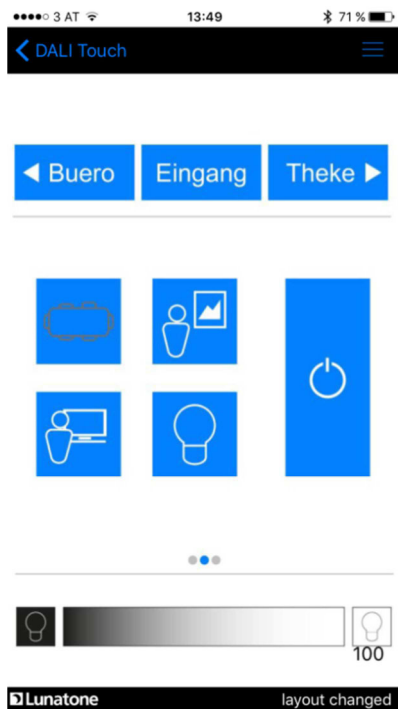 3 AT 13:49 71 %
DALI Touch
Buero Eingang Theke
100
Lunatone layout changed